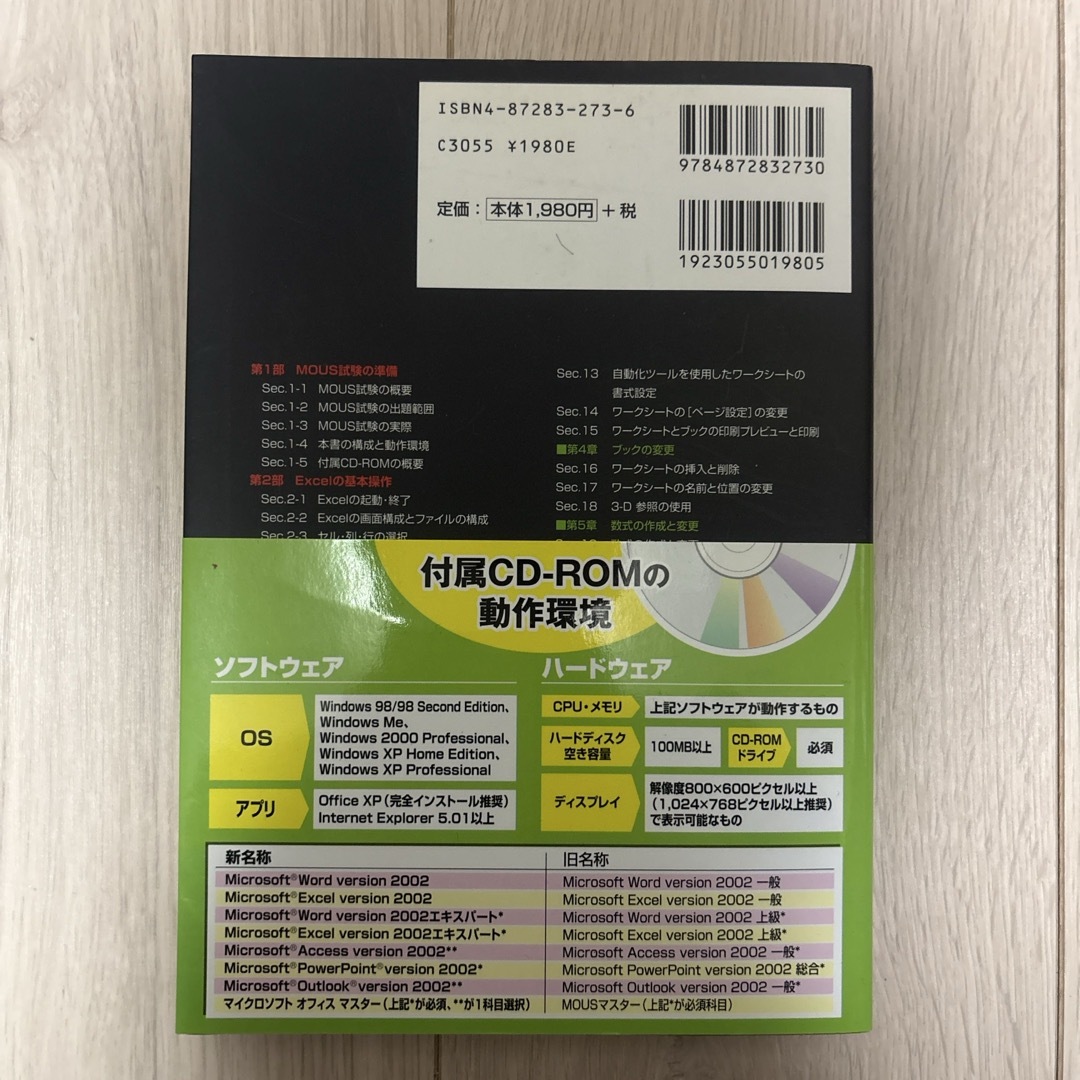 ISBN4-87283-273-6
C3055 ¥1980E
定価：本体1,980円＋税
9784872832730
1923055019805
第1部 MOUS試験の準備
Sec.1-1 MOUS試験の概要
Sec.1-2 MOUS試験の出題範囲
Sec.1-3 MOUS試験の実際
Sec.1-4 本書の構成と動作環境
Sec.1-5 付属CD-ROMの概要
第2部 Excelの基本操作
Sec.2-1 Excelの起動・終了
Sec.2-2 Excelの画面構成とファイルの構成
Sec.2-3 セル・列・行の選択
Sec.13 自動化ツールを使用したワークシートの
書式設定
Sec.14 ワークシートの［ページ設定］の変更
Sec.15 ワークシートとブックの印刷プレビューと印刷
■第4章 ブックの変更
Sec.16 ワークシートの挿入と削除
Sec.17 ワークシートの名前と位置の変更
Sec.18 3-D 参照の使用
■第5章 数式の作成と変更
付属CD-ROMの
動作環境
ソフトウェア
OS
Windows 98/98 Second Edition、
Windows Me、
Windows 2000 Professional、
Windows XP Home Edition、
Windows XP Professional
アプリ
Office XP（完全インストール推奨）
Internet Explorer 5.01以上
ハードウェア
CPU・メモリ 上記ソフトウェアが動作するもの
ハードディスク
空き容量
100MB以上
CD-ROM
ドライブ
必須
ディスプレイ
解像度800×600ピクセル以上
（1,024×768ピクセル以上推奨）
で表示可能なもの
新名称 旧名称
Microsoft®Word version 2002 Microsoft Word version 2002 一般
Microsoft®Excel version 2002 Microsoft Excel version 2002 一般
Microsoft®Word version 2002エキスパート* Microsoft Word version 2002 上級*
Microsoft®Excel version 2002エキスパート* Microsoft Excel version 2002 上級*
Microsoft®Access version 2002** Microsoft Access version 2002 一般*
Microsoft®PowerPoint®version 2002* Microsoft PowerPoint version 2002 総合*
Microsoft®Outlook®version 2002** Microsoft Outlook version 2002 一般*
マイクロソフト オフィス マスター（上記*が必須、**が1科目選択） MOUSマスター（上記*が必須科目）